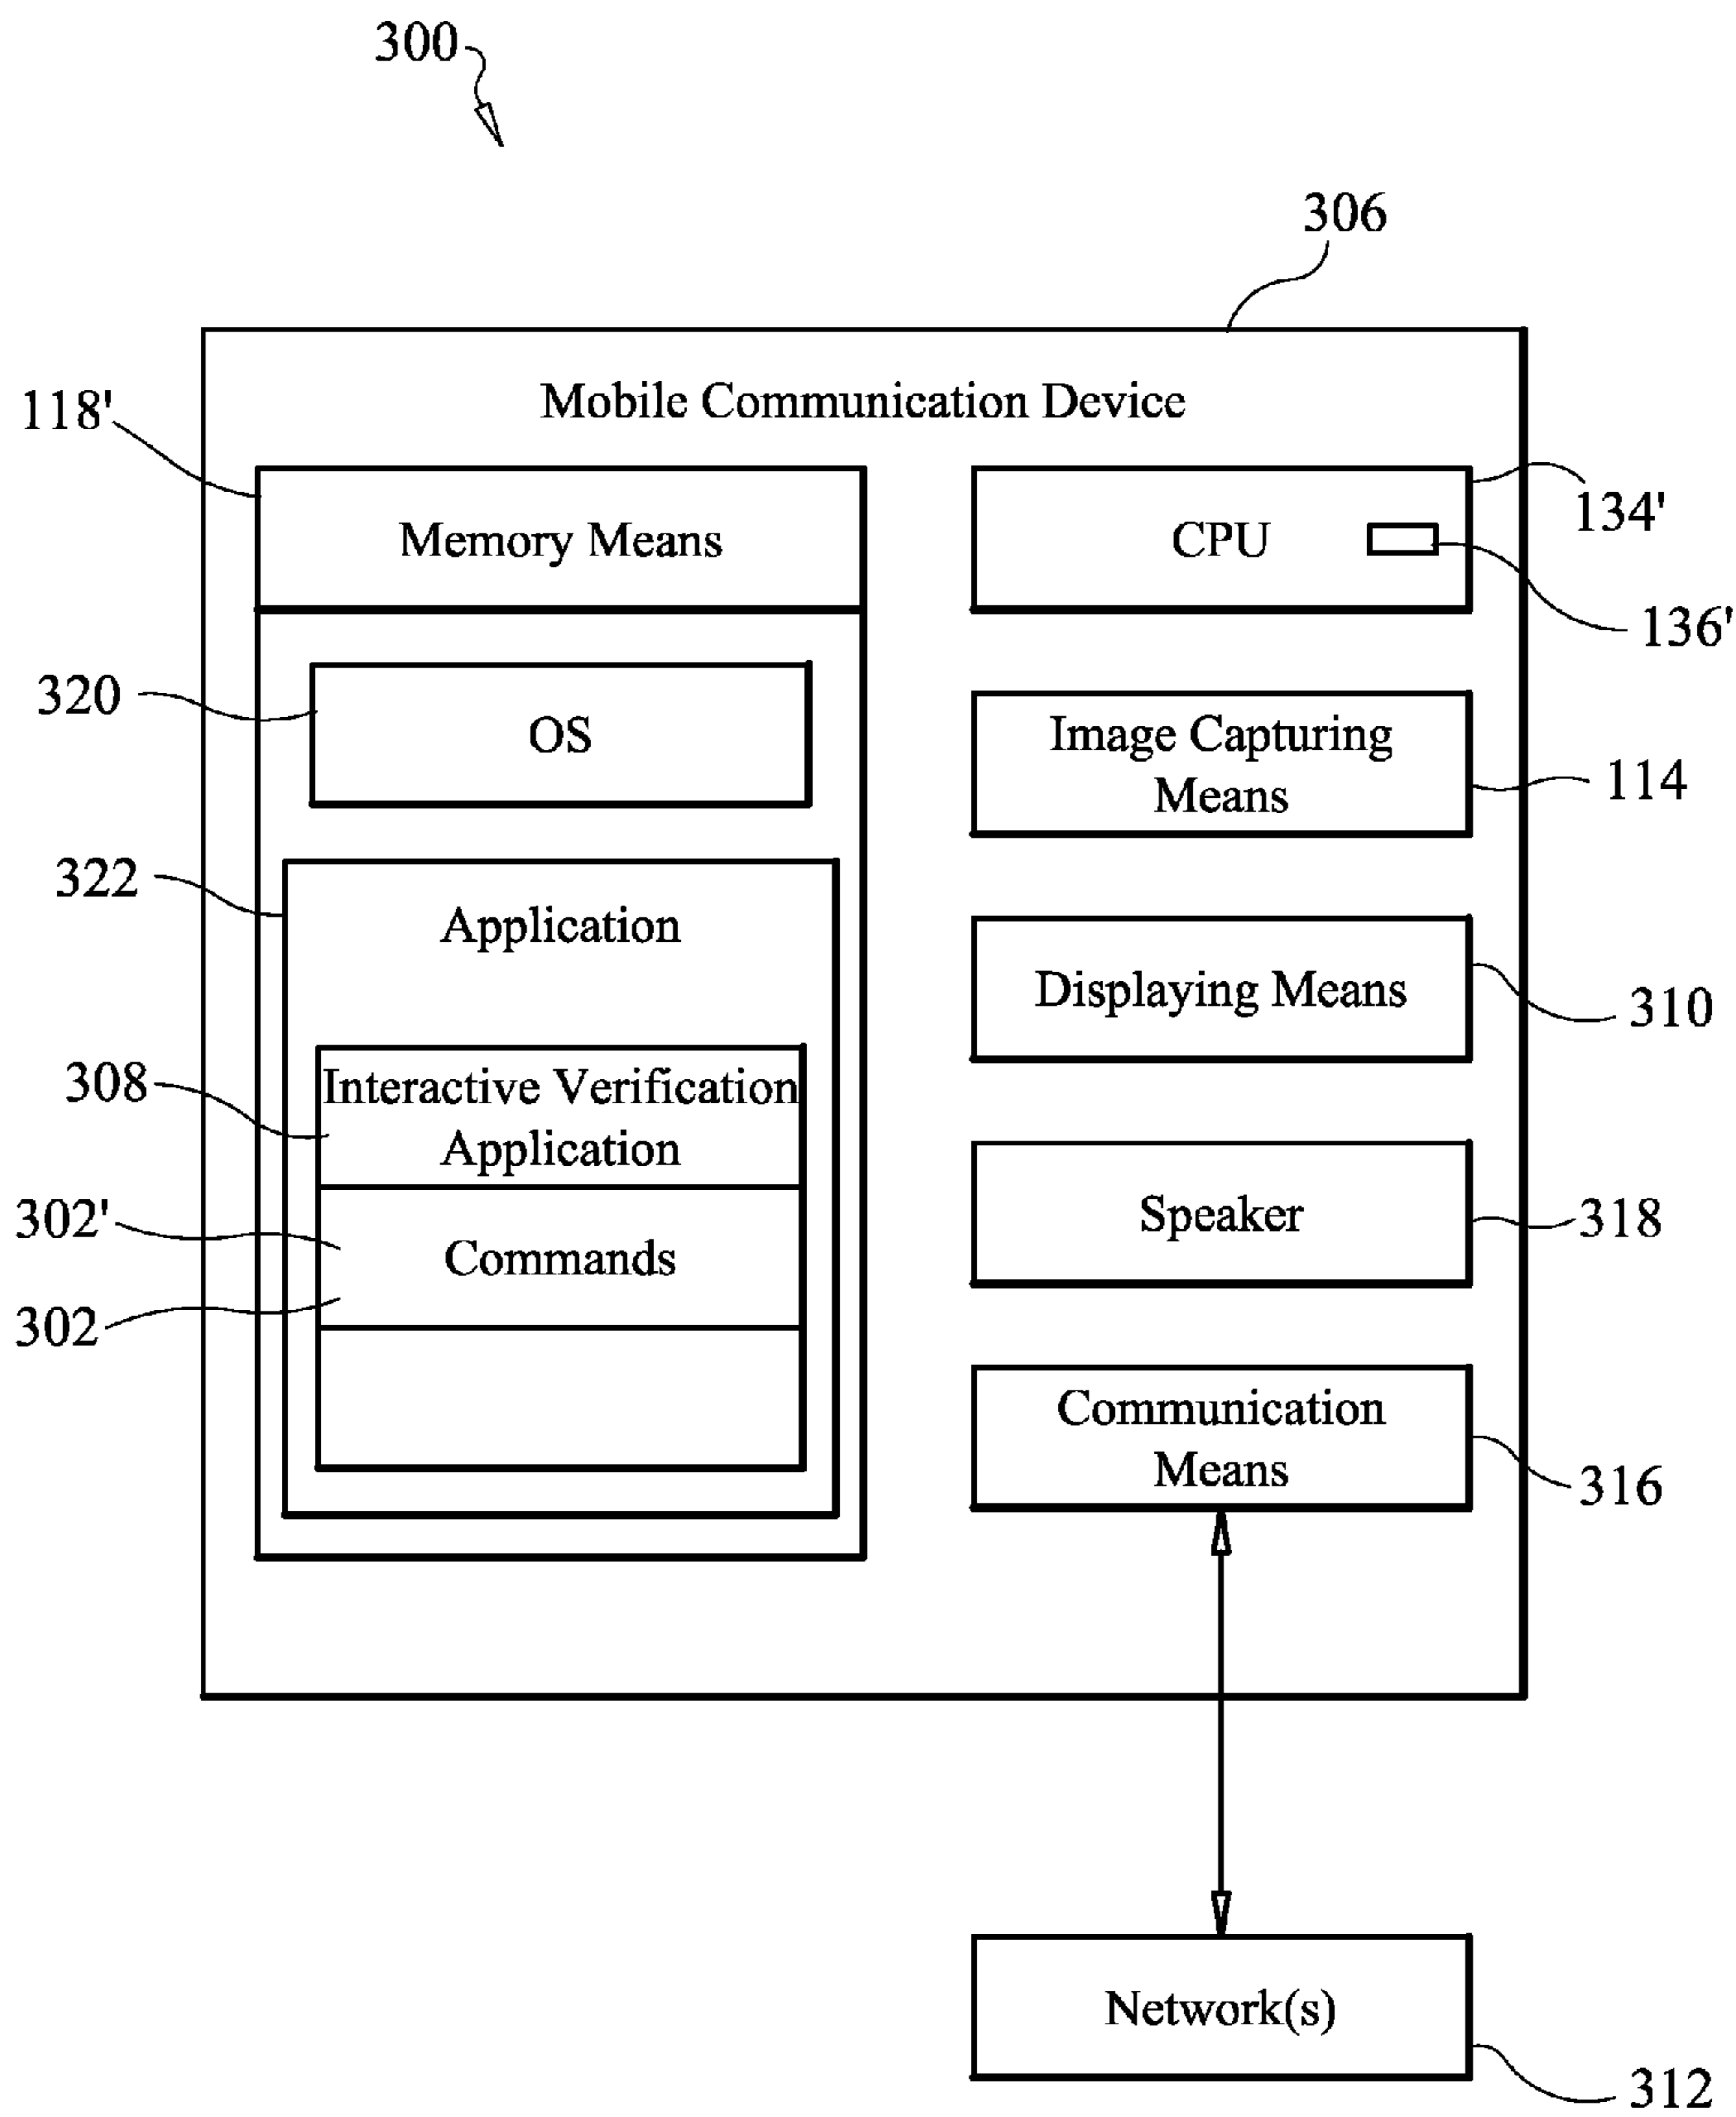 300
306
Mobile Communication Device
118'
Memory Means
CPU
134'
136'
320
OS
Image Capturing
Means
114
322
Application
Displaying Means
310
308
Interactive Verification
Application
302'
Commands
302
Speaker
318
Communication
Means
316
Network(s)
312